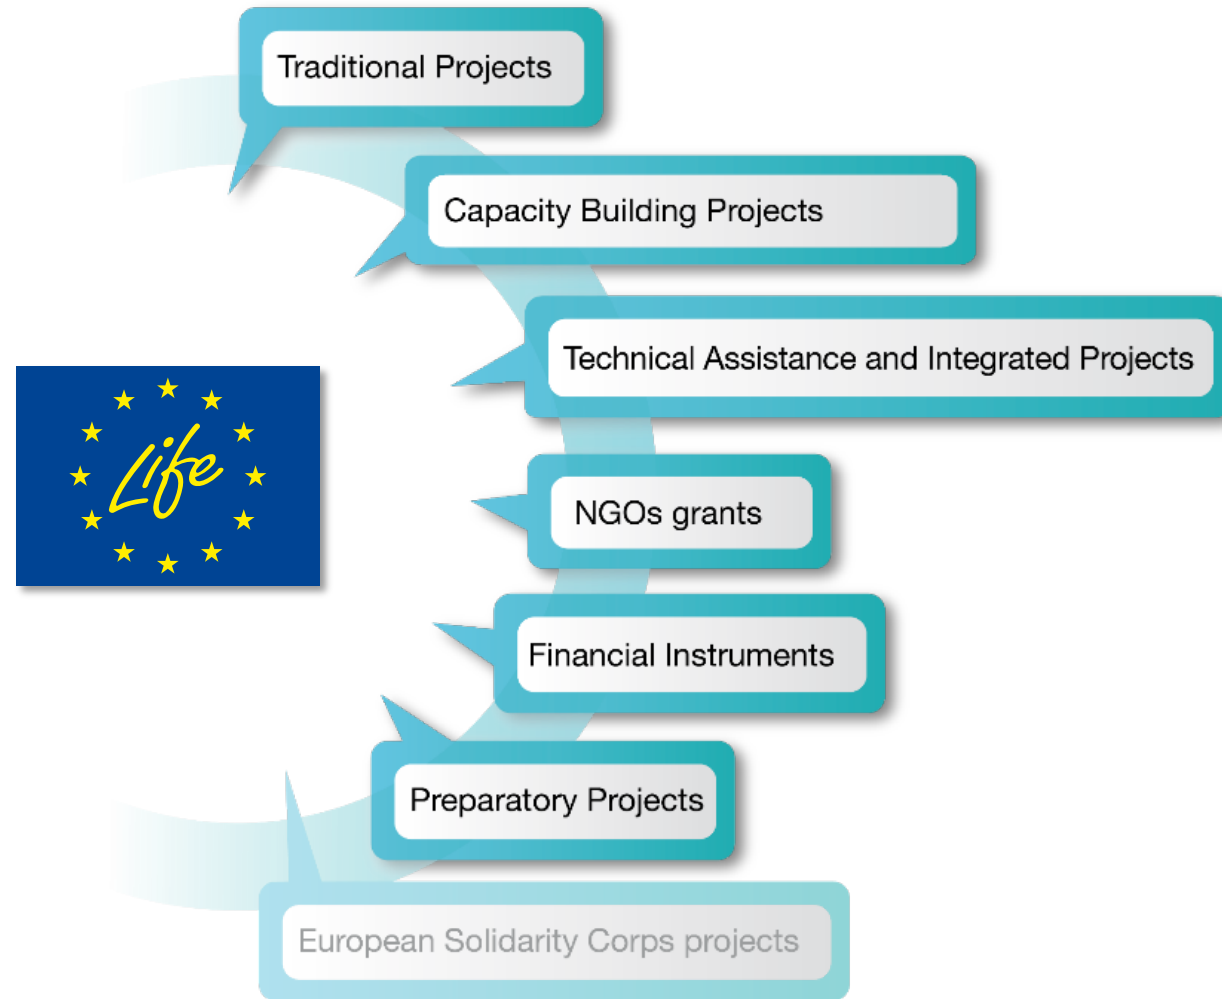 Traditional Projects
Capacity Building Projects
Technical Assistance and Integrated Projects
Life
NGOs grants
Financial Instruments
Preparatory Projects
European Solidarity Corps projects